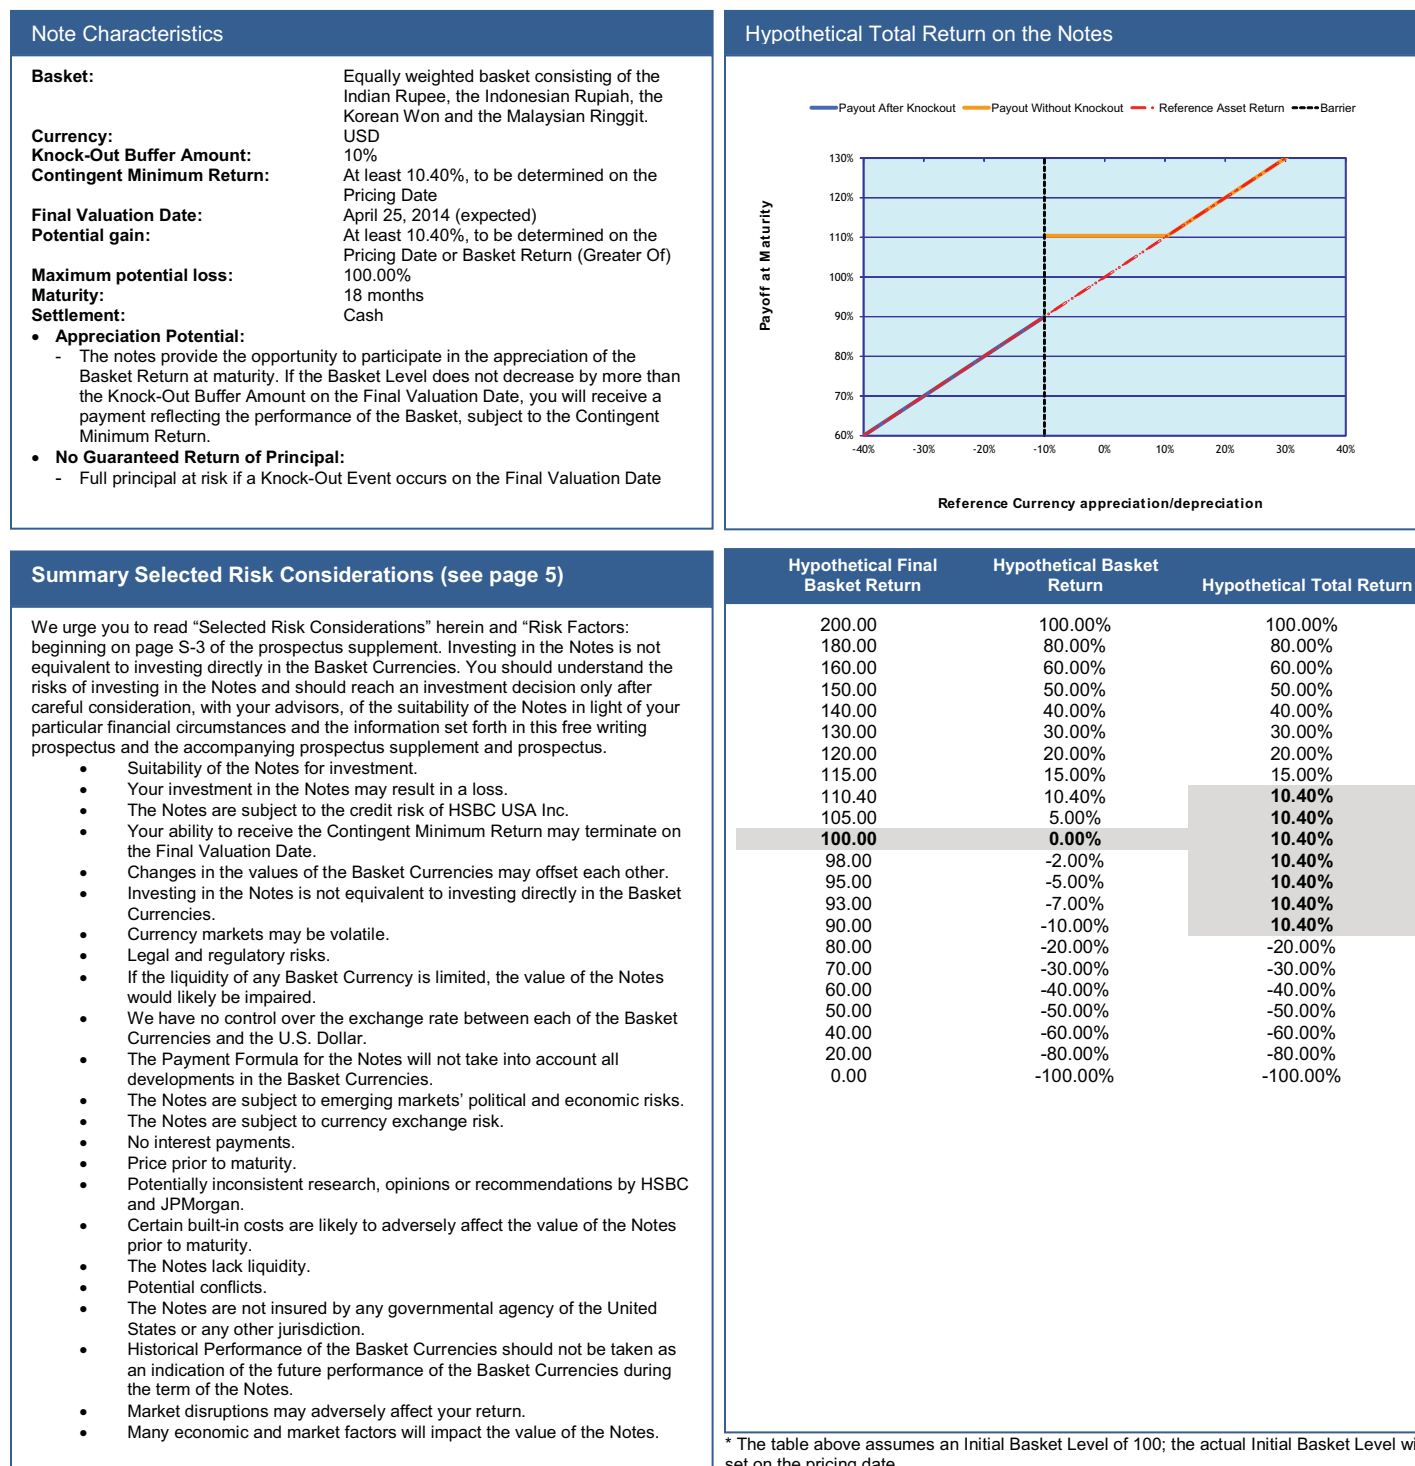 Note Characteristics
Basket: Equally weighted basket consisting of the
Indian Rupee, the Indonesian Rupiah, the
Korean Won and the Malaysian Ringgit.
Currency: USD
Knock-Out Buffer Amount: 10%
Contingent Minimum Return: At least 10.40%, to be determined on the
Pricing Date
Final Valuation Date: April 25, 2014 (expected)
Potential gain: At least 10.40%, to be determined on the
Pricing Date or Basket Return (Greater Of)
Maximum potential loss: 100.00%
Maturity: 18 months
Settlement: Cash
• Appreciation Potential:
- The notes provide the opportunity to participate in the appreciation of the
Basket Return at maturity. If the Basket Level does not decrease by more than
the Knock-Out Buffer Amount on the Final Valuation Date, you will receive a
payment reflecting the performance of the Basket, subject to the Contingent
Minimum Return.
• No Guaranteed Return of Principal:
- Full principal at risk if a Knock-Out Event occurs on the Final Valuation Date
Hypothetical Total Return on the Notes
Payout After Knockout Payout Without Knockout Reference Asset Return Barrier
130%
120%
110%
100%
90%
80%
70%
60%
Payoff at Maturity
-40% -30% -20% -10% 0% 10% 20% 30% 40%
Reference Currency appreciation/depreciation
Summary Selected Risk Considerations (see page 5)
We urge you to read “Selected Risk Considerations” herein and “Risk Factors:
beginning on page S-3 of the prospectus supplement. Investing in the Notes is not
equivalent to investing directly in the Basket Currencies. You should understand the
risks of investing in the Notes and should reach an investment decision only after
careful consideration, with your advisors, of the suitability of the Notes in light of your
particular financial circumstances and the information set forth in this free writing
prospectus and the accompanying prospectus supplement and prospectus.
• Suitability of the Notes for investment.
• Your investment in the Notes may result in a loss.
• The Notes are subject to the credit risk of HSBC USA Inc.
• Your ability to receive the Contingent Minimum Return may terminate on
the Final Valuation Date.
• Changes in the values of the Basket Currencies may offset each other.
• Investing in the Notes is not equivalent to investing directly in the Basket
Currencies.
• Currency markets may be volatile.
• Legal and regulatory risks.
• If the liquidity of any Basket Currency is limited, the value of the Notes
would likely be impaired.
• We have no control over the exchange rate between each of the Basket
Currencies and the U.S. Dollar.
• The Payment Formula for the Notes will not take into account all
developments in the Basket Currencies.
• The Notes are subject to emerging markets’ political and economic risks.
• The Notes are subject to currency exchange risk.
• No interest payments.
• Price prior to maturity.
• Potentially inconsistent research, opinions or recommendations by HSBC
and JPMorgan.
• Certain built-in costs are likely to adversely affect the value of the Notes
prior to maturity.
• The Notes lack liquidity.
• Potential conflicts.
• The Notes are not insured by any governmental agency of the United
States or any other jurisdiction.
• Historical Performance of the Basket Currencies should not be taken as
an indication of the future performance of the Basket Currencies during
the term of the Notes.
• Market disruptions may adversely affect your return.
• Many economic and market factors will impact the value of the Notes.
Hypothetical Final Hypothetical Basket
Basket Return Return Hypothetical Total Return
200.00 100.00% 100.00%
180.00 80.00% 80.00%
160.00 60.00% 60.00%
150.00 50.00% 50.00%
140.00 40.00% 40.00%
130.00 30.00% 30.00%
120.00 20.00% 20.00%
115.00 15.00% 15.00%
110.40 10.40% 10.40%
105.00 5.00% 10.40%
100.00 0.00% 10.40%
98.00 -2.00% 10.40%
95.00 -5.00% 10.40%
93.00 -7.00% 10.40%
90.00 -10.00% 10.40%
80.00 -20.00% -20.00%
70.00 -30.00% -30.00%
60.00 -40.00% -40.00%
50.00 -50.00% -50.00%
40.00 -60.00% -60.00%
20.00 -80.00% -80.00%
0.00 -100.00% -100.00%
* The table above assumes an Initial Basket Level of 100; the actual Initial Basket Level wi
set on the pricing date